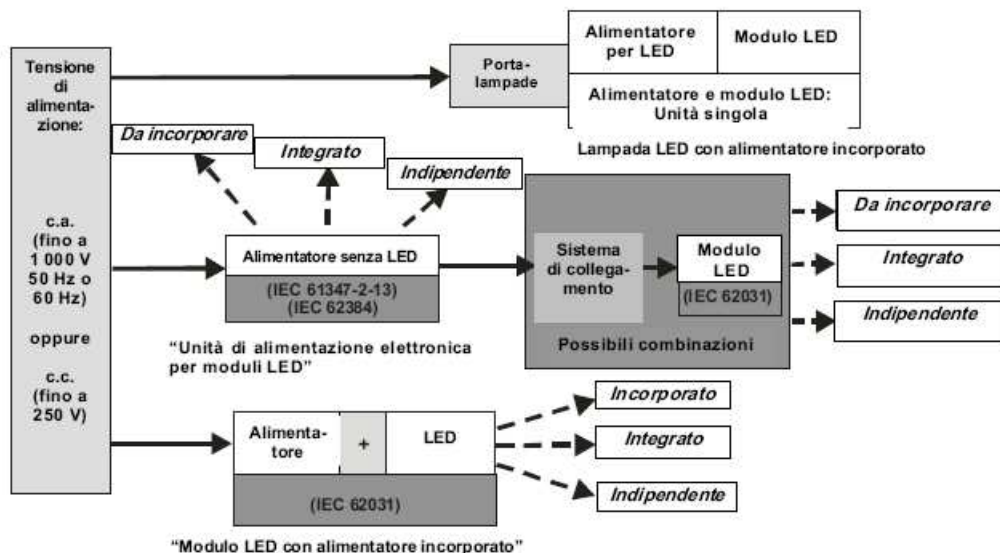 Tensione
di
alimenta-
zione:
c.a.
(fino a
1 000 V
50 Hz o
60 Hz)
oppure
c.c.
(fino a
250 V)
Porta-
lampade
Alimentatore
per LED
Modulo LED
Alimentatore e modulo LED:
Unità singola
Lampada LED con alimentatore incorporato
Da incorporare
Integrato
Indipendente
Alimentatore senza LED
(IEC 61347-2-13)
(IEC 62384)
“Unità di alimentazione elettronica
per moduli LED”
Sistema
di collega-
mento
Modulo
LED
(IEC 62031)
Possibili combinazioni
Da incorporare
Integrato
Indipendente
Alimenta-
tore
+
LED
(IEC 62031)
“Modulo LED con alimentatore incorporato”
Incorporato
Integrato
Indipendente